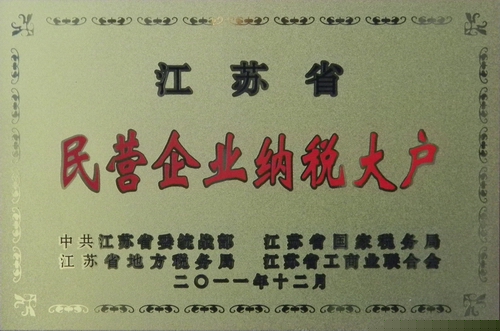 江苏省
民营企业纳税大户
中共江苏省委统战部 江苏省国家税务局
江苏省地方税务局 江苏省工商业联合会
二〇一一年十二月